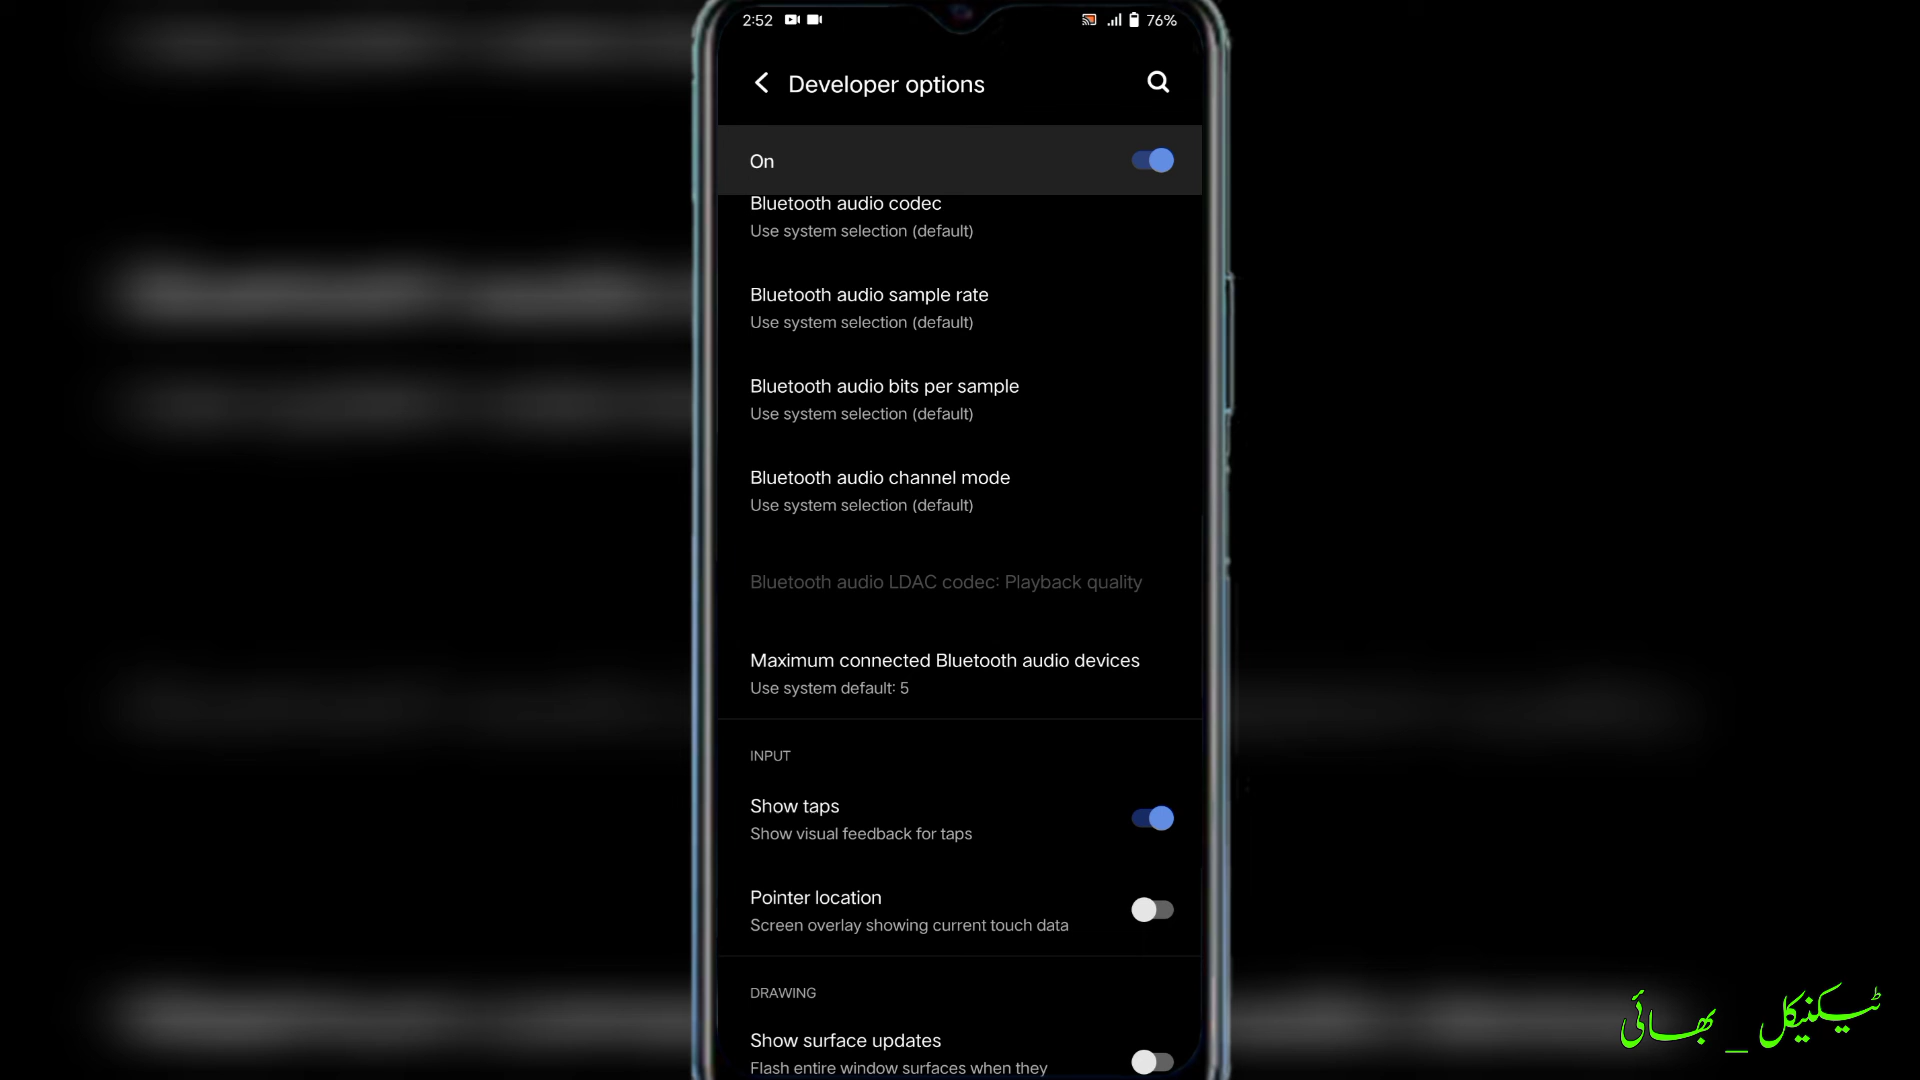 2:52
76%
Developer options
On
Bluetooth audio codec
Use system selection (default)
Bluetooth audio sample rate
Use system selection (default)
Bluetooth audio bits per sample
Use system selection (default)
Bluetooth audio channel mode
Use system selection (default)
Bluetooth audio LDAC codec: Playback quality
Maximum connected Bluetooth audio devices
Use system default: 5
INPUT
Show taps
Show visual feedback for taps
Pointer location
Screen overlay showing current touch data
DRAWING
Show surface updates
Flash entire window surfaces when they
ٹیکنیکل _ بھائی